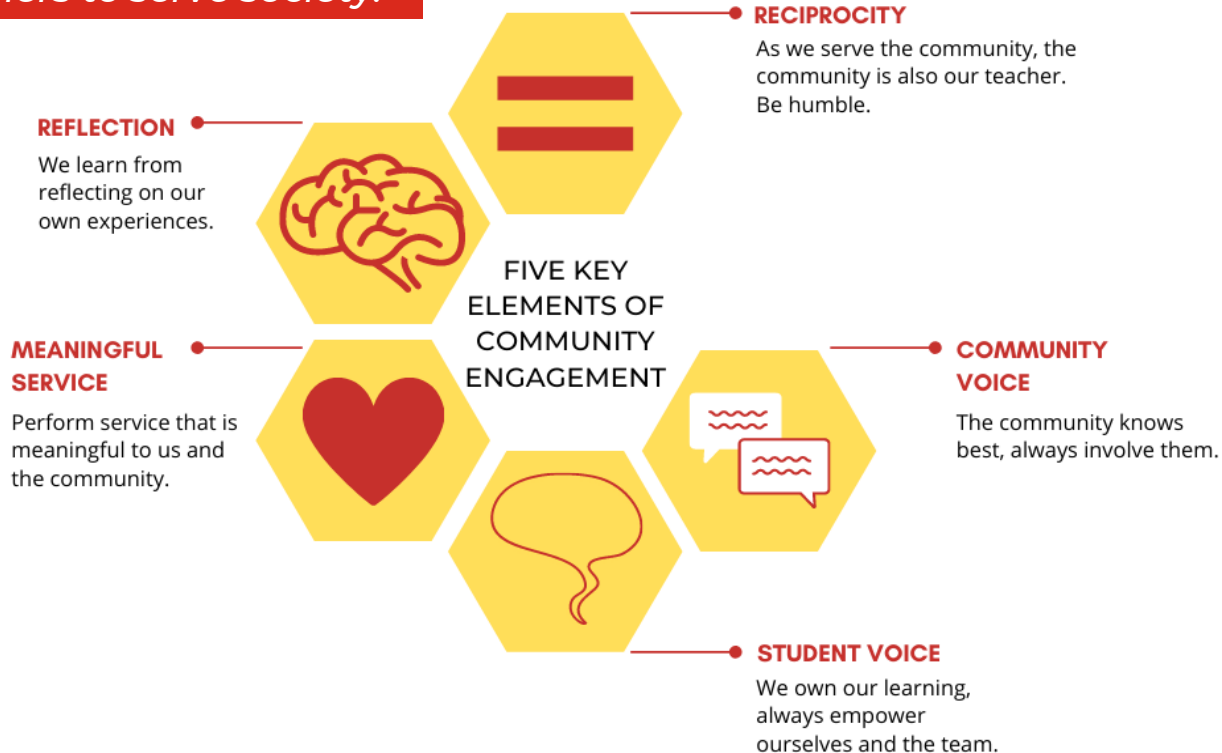 to serve society.
RECIPROCITY
As we serve the community, the
community is also our teacher.
Be humble.
REFLECTION
We learn from
reflecting on our
own experiences.
FIVE KEY
ELEMENTS OF
COMMUNITY
ENGAGEMENT
MEANINGFUL
SERVICE
Perform service that is
meaningful to us and
the community.
COMMUNITY
VOICE
The community knows
best, always involve them.
STUDENT VOICE
We own our learning,
always empower
ourselves and the team.